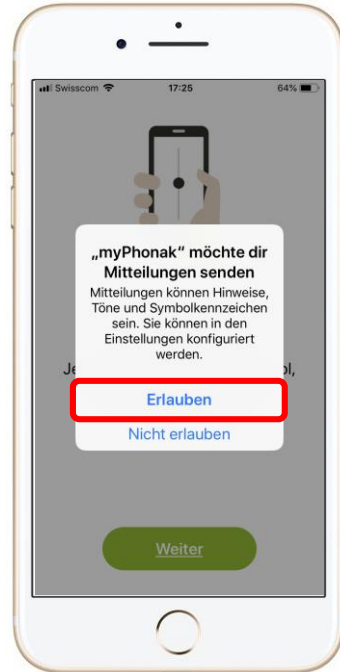 Swisscom 17:25 64%
„myPhonak“ möchte dir
Mitteilungen senden
Mitteilungen können Hinweise,
Töne und Symbolkennzeichen
sein. Sie können in den
Einstellungen konfiguriert
werden.
Erlauben
Nicht erlauben
Weiter